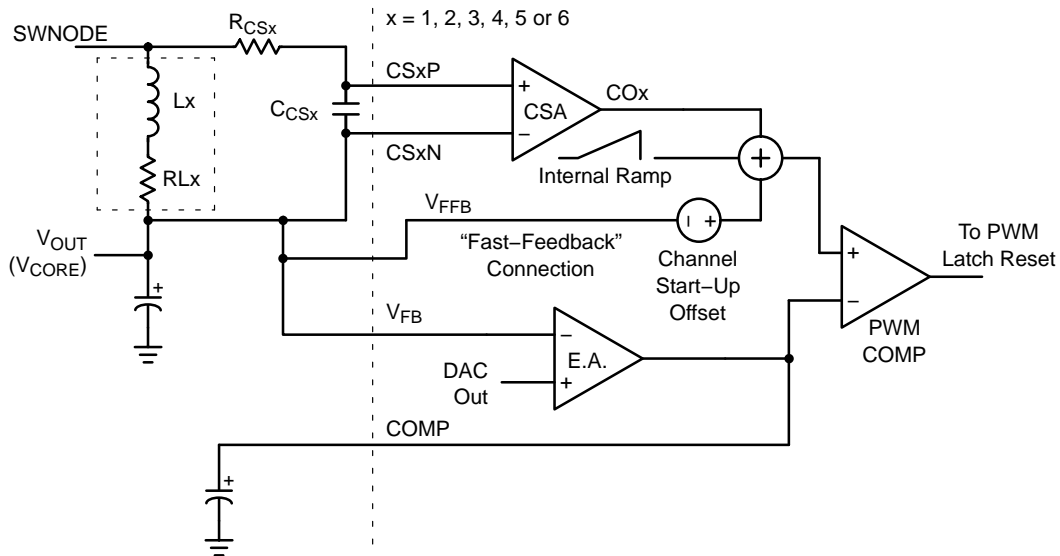 x = 1, 2, 3, 4, 5 or 6
SWNODE
RCSx
CSxP
COx
Lx
CCSx
+
CSA
−
+
CSxN
Internal Ramp
RLx
VFFB
− +
VOUT
(VCORE)
“Fast−Feedback”
Connection
Channel
Start−Up
Offset
+
−
To PWM
Latch Reset
+
VFB
−
E.A.
+
PWM
COMP
DAC
Out
COMP
+